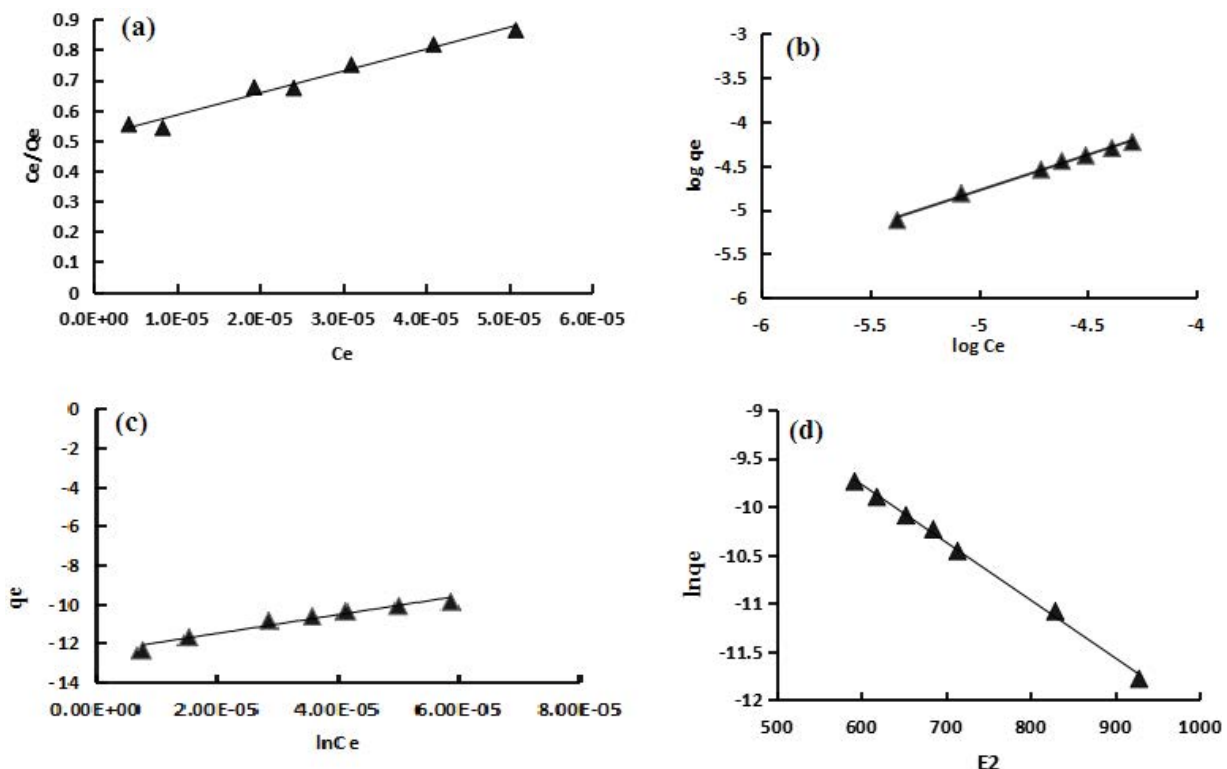 (a)
0.9
0.8
0.7
0.6
0.5
0.4
0.3
0.2
0.1
0
Ce/Qe
0.0E+00 1.0E-05 2.0E-05 3.0E-05 4.0E-05 5.0E-05 6.0E-05
Ce
(b)
-3
-3.5
-4
-4.5
-5
-5.5
-6
log qe
-6 -5.5 -5 -4.5 -4
log Ce
(c)
0
-2
-4
-6
-8
-10
-12
-14
qe
0.00E+00 2.00E-05 4.00E-05 6.00E-05 8.00E-05
lnCe
(d)
-9
-9.5
-10
-10.5
-11
-11.5
-12
lnqe
500 600 700 800 900 1000
E2